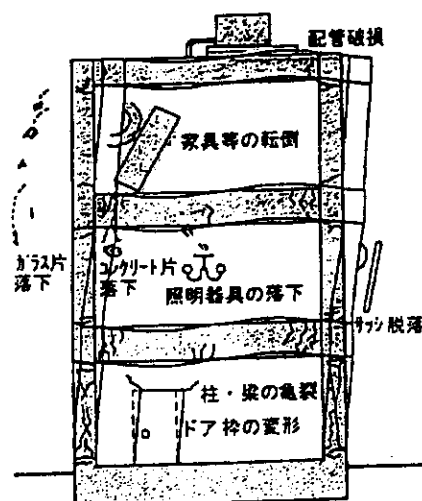 配管破損
家具等の転倒
ガラス片
落下
コンクリート片
落下
照明器具の落下
サッシ脱落
柱・梁の亀裂
ドア枠の変形